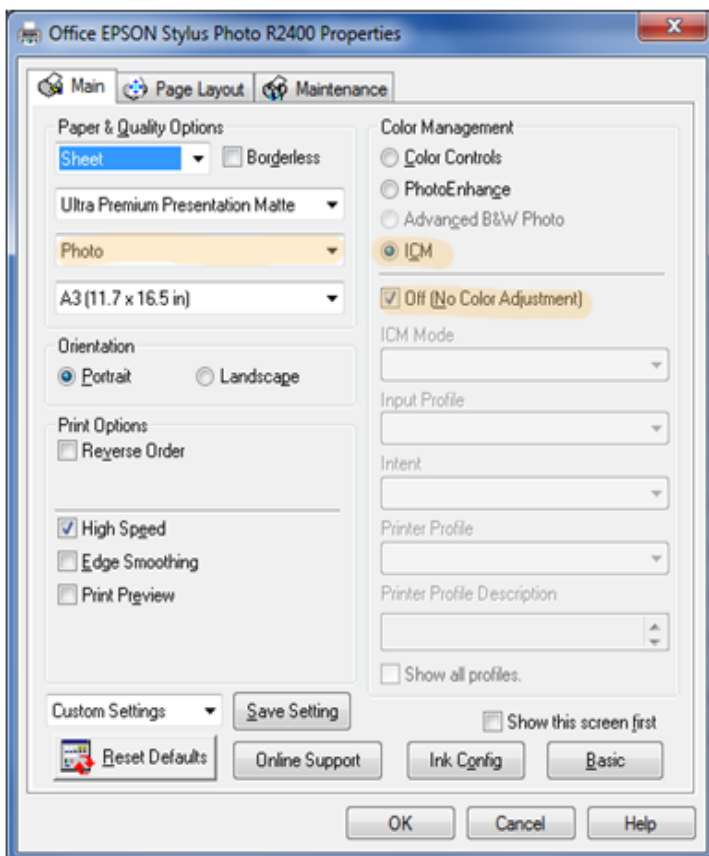 Office EPSON Stylus Photo R2400 Properties
Main
Page Layout
Maintenance
Paper & Quality Options
Sheet
Borderless
Ultra Premium Presentation Matte
Photo
A3 (11.7 x 16.5 in)
Orientation
Portrait
Landscape
Print Options
Reverse Order
High Speed
Edge Smoothing
Print Preview
Color Management
Color Controls
PhotoEnhance
Advanced B&W Photo
ICM
Off (No Color Adjustment)
ICM Mode
Input Profile
Intent
Printer Profile
Printer Profile Description
Show all profiles.
Custom Settings
Save Setting
Show this screen first
Reset Defaults
Online Support
Ink Config
Basic
OK
Cancel
Help